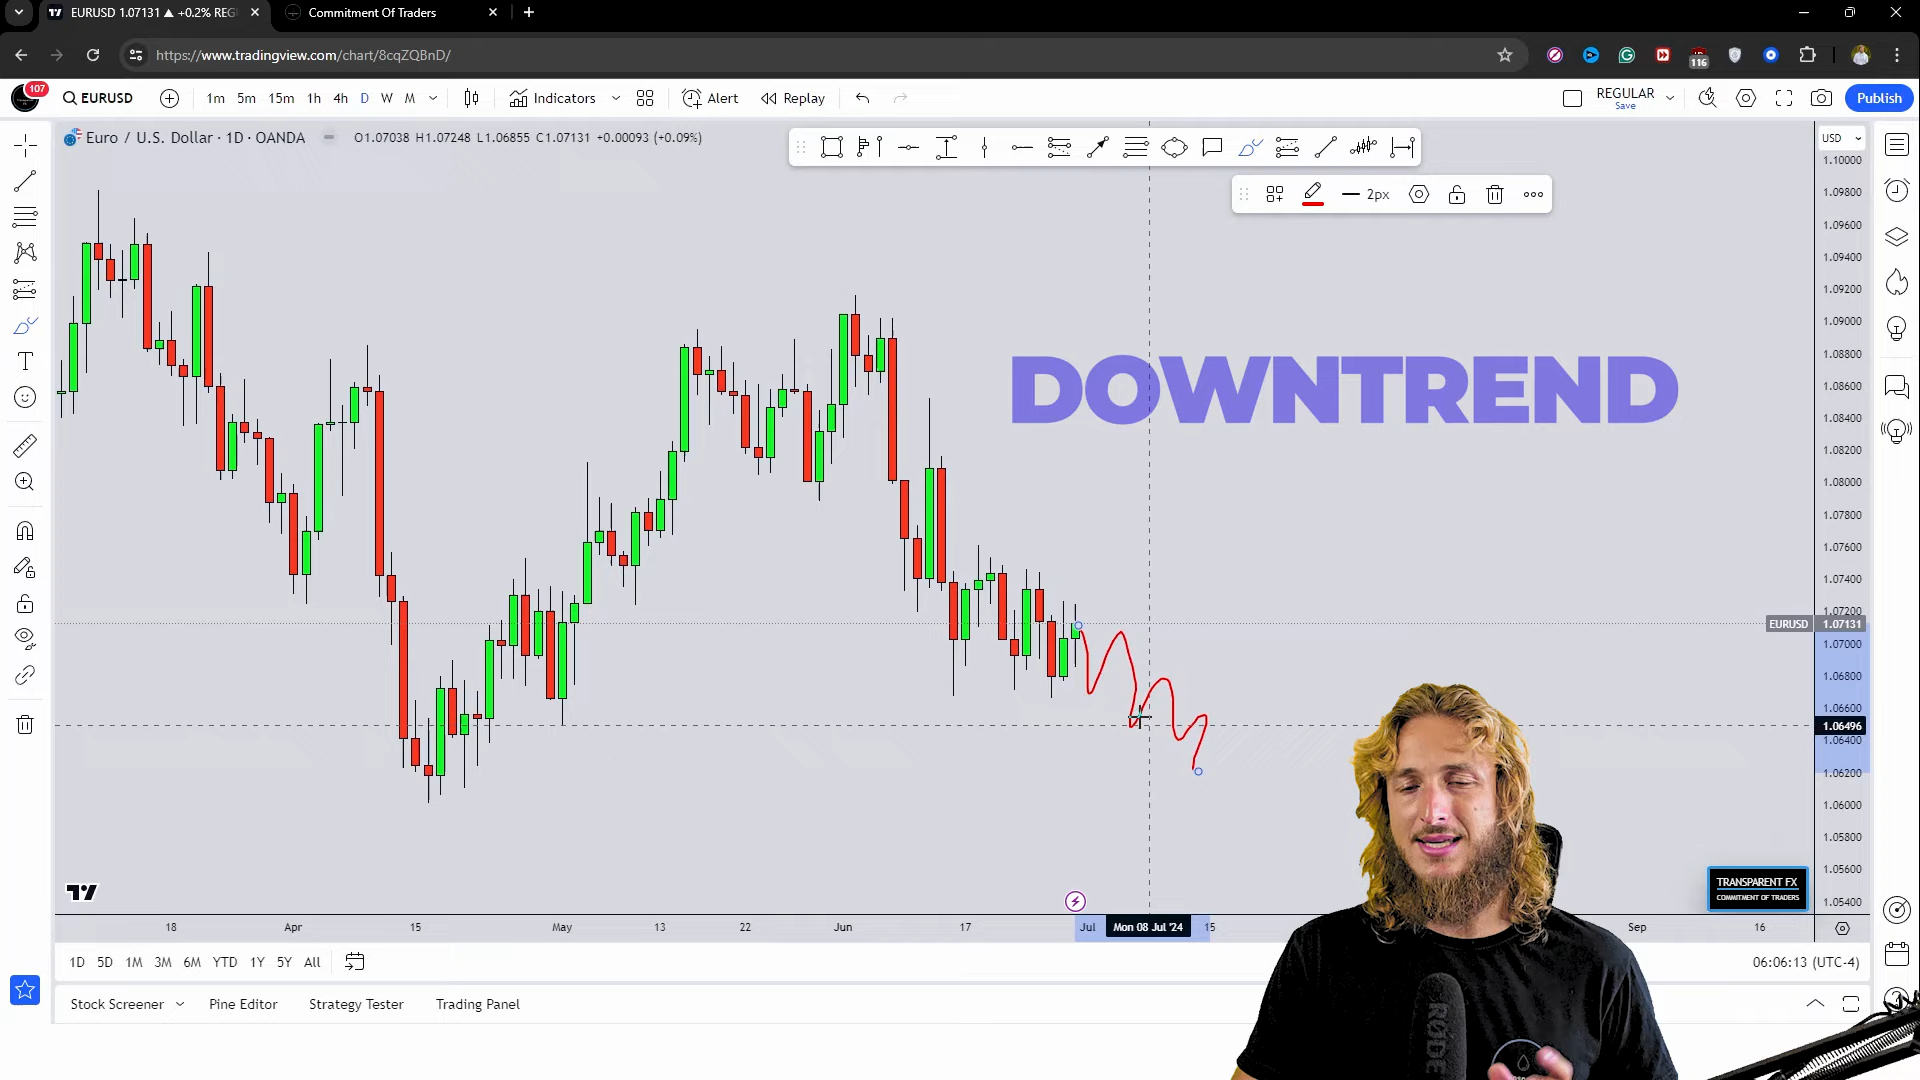 EURUSD 1.07131 ▲ +0.2% REG
Commitment Of Traders
https://www.tradingview.com/chart/8cqZQBnD/
116
107
EURUSD
1m 5m 15m 1h 4h D W M
Indicators
Alert
Replay
REGULAR
Save
Publish
Euro / U.S. Dollar · 1D · OANDA
O1.07038 H1.07248 L1.06855 C1.07131 +0.00093 (+0.09%)
2px
USD
1.10000
1.09800
1.09600
1.09400
1.09200
1.09000
1.08800
1.08600
1.08400
1.08200
1.08000
1.07800
1.07600
1.07400
1.07200
EURUSD 1.07131
1.07000
1.06800
1.06600
1.06496
1.06400
1.06200
1.06000
1.05800
1.05600
1.05400
DOWNTREND
TRANSPARENT FX
COMMITMENT OF TRADERS
18 Apr 15 May 13 22 Jun 17 Jul Mon 08 Jul '24 15 Sep 16
1D 5D 1M 3M 6M YTD 1Y 5Y All
06:06:13 (UTC-4)
Stock Screener Pine Editor Strategy Tester Trading Panel
RØDE